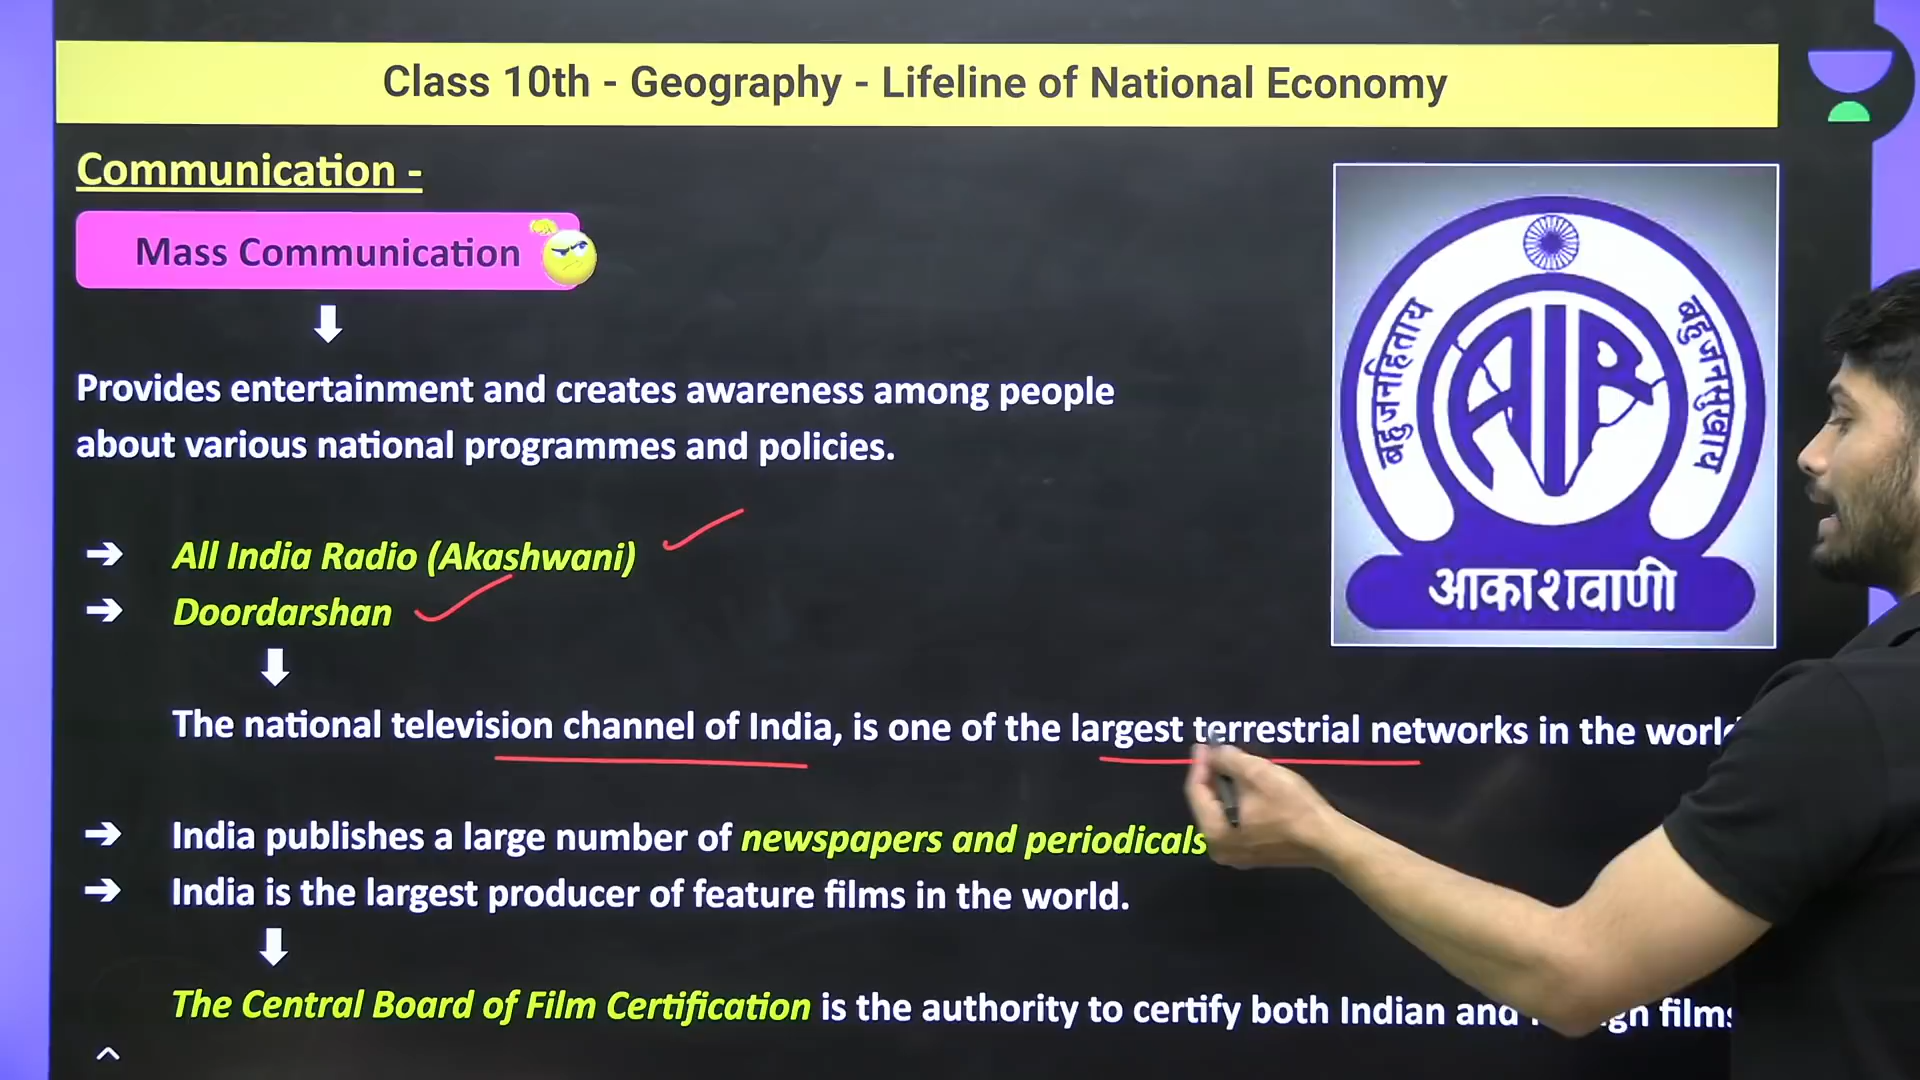 Class 10th - Geography - Lifeline of National Economy
Communication -
Mass Communication
Provides entertainment and creates awareness among people
about various national programmes and policies.
➔ All India Radio (Akashwani)
➔ Doordarshan
The national television channel of India, is one of the largest terrestrial networks in the world
➔ India publishes a large number of newspapers and periodicals
➔ India is the largest producer of feature films in the world.
The Central Board of Film Certification is the authority to certify both Indian and films
बहुजनहिताय
बहुजनसुखाय
AIR
आकाशवाणी